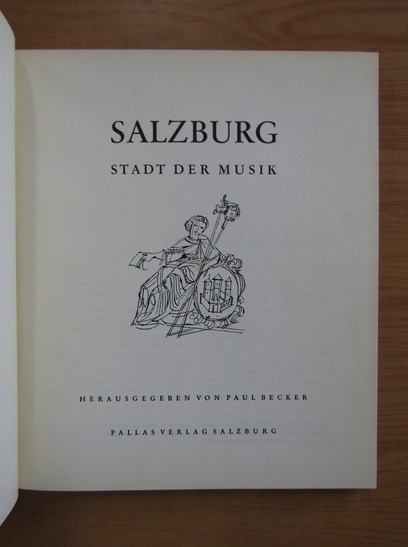 SALZBURG
STADT DER MUSIK
HERAUSGEGEBEN VON PAUL BECKER
PALLAS VERLAG SALZBURG